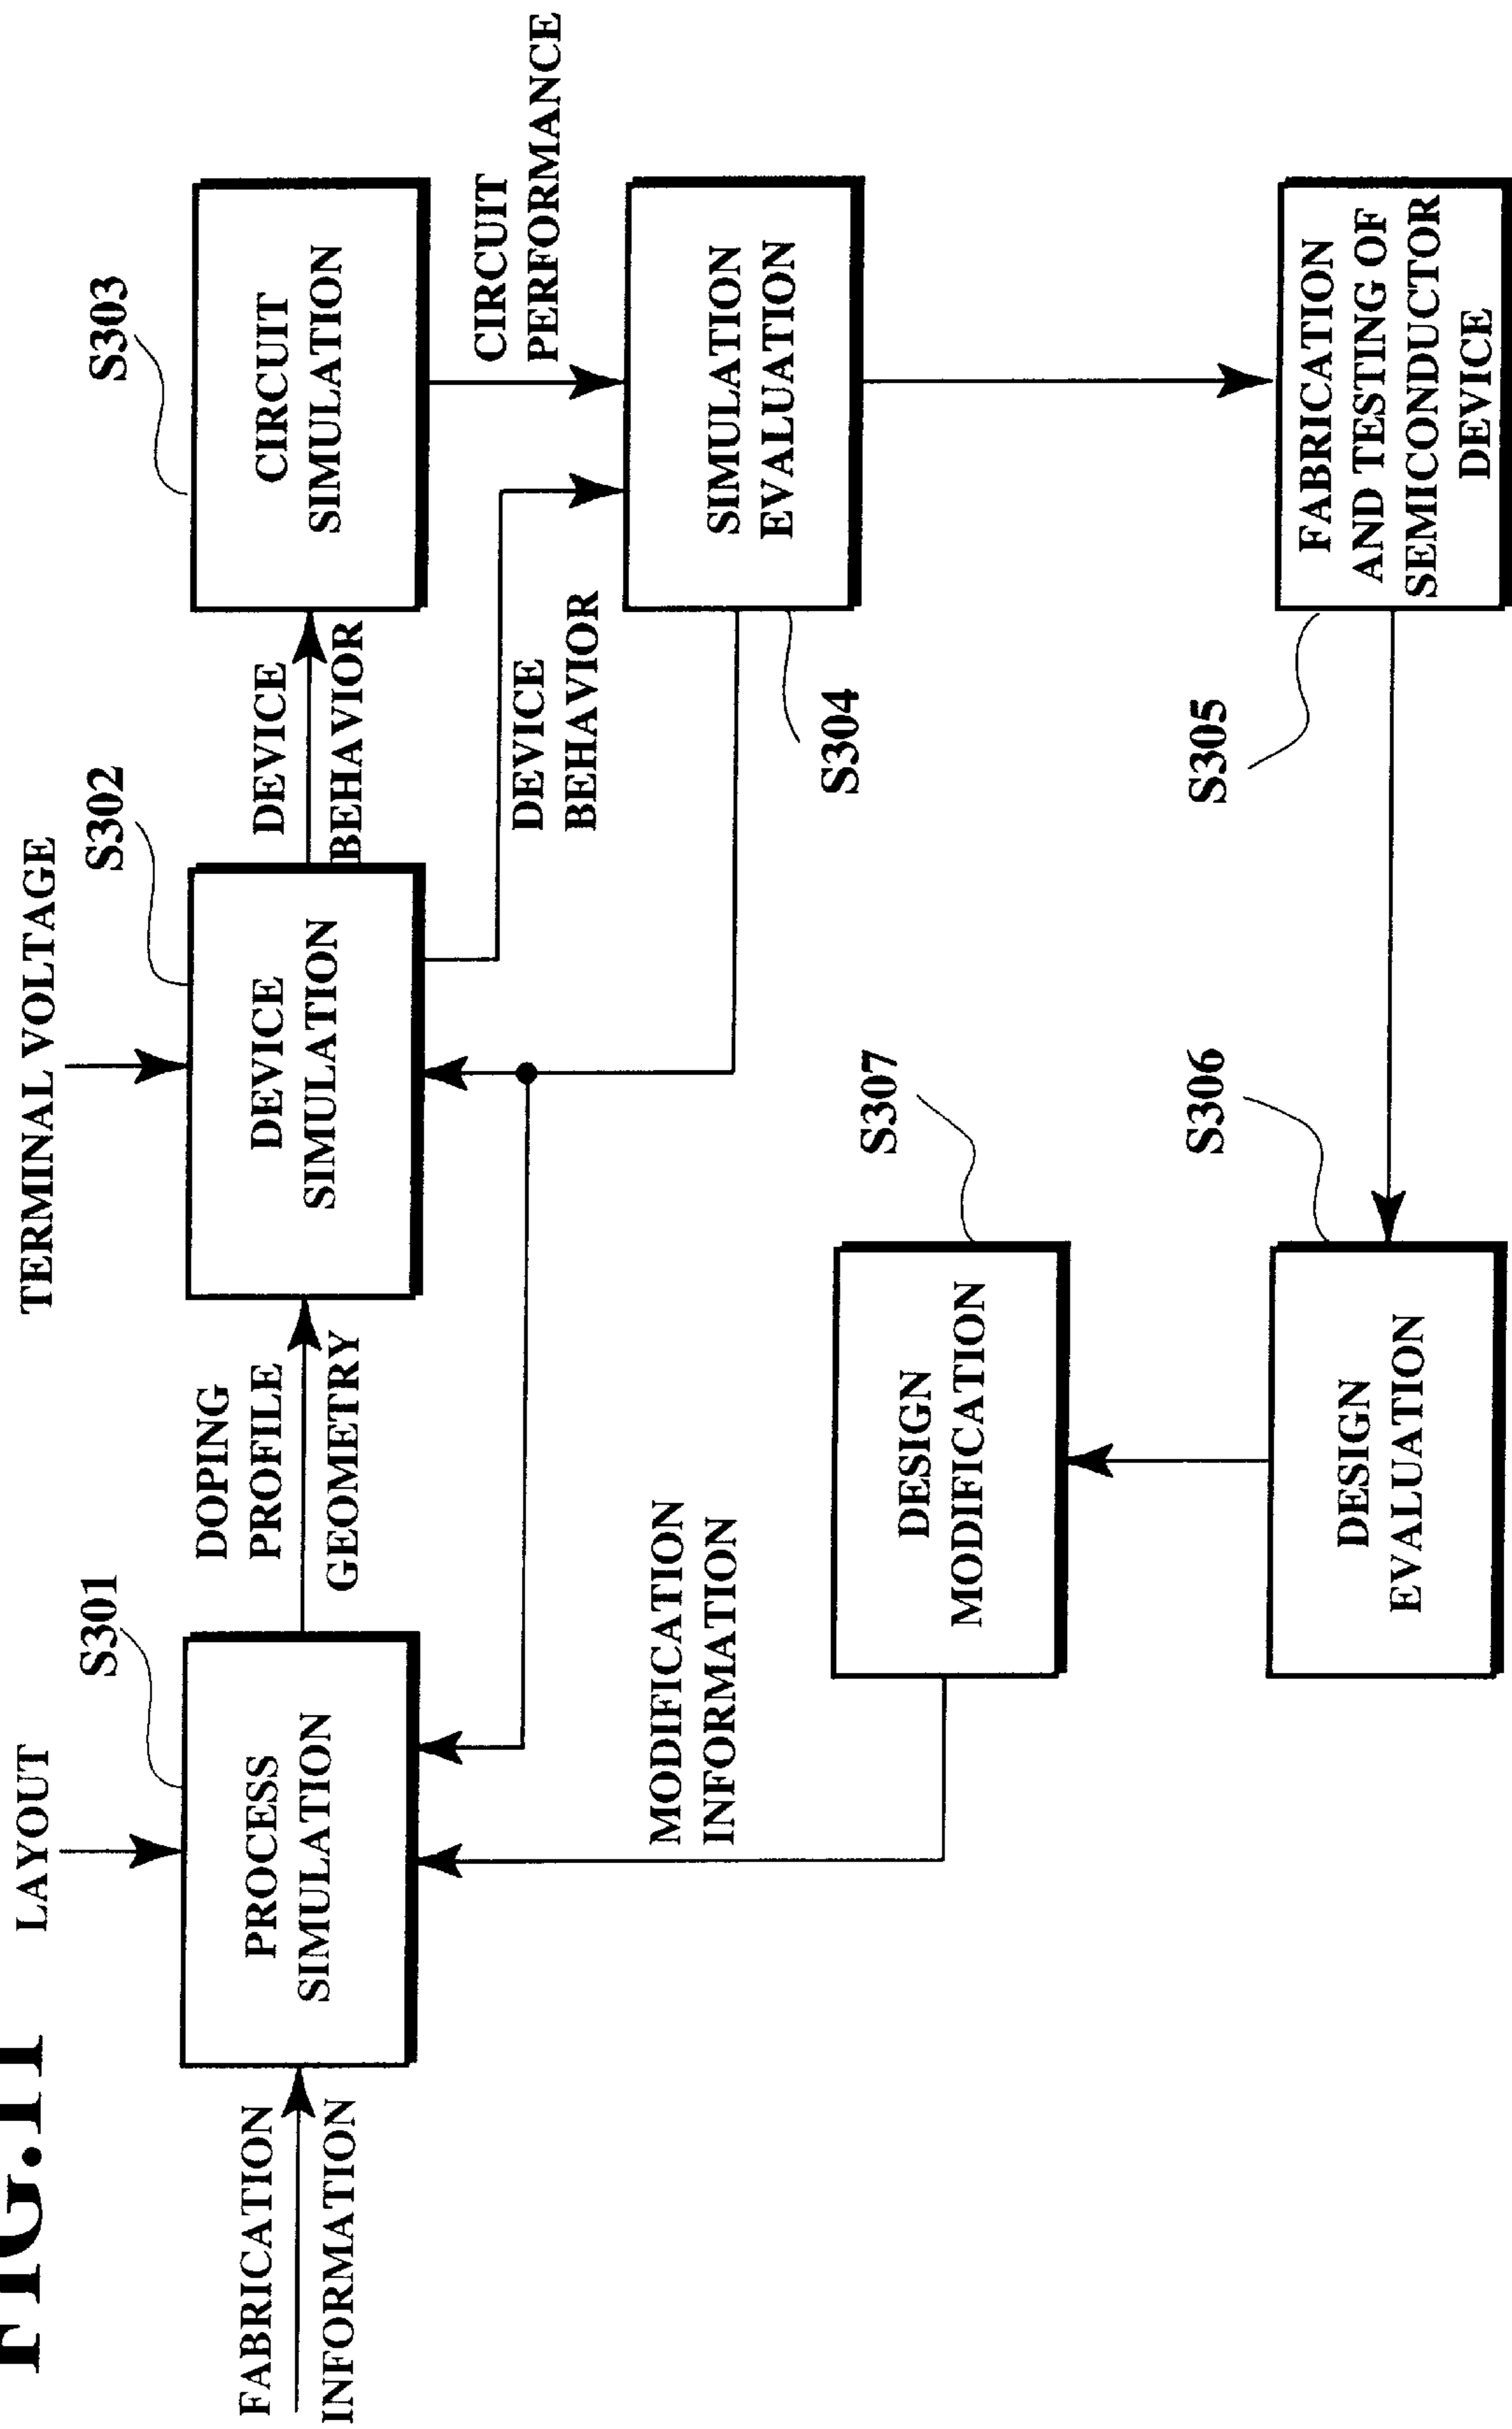 FIG.11
LAYOUT
TERMINAL VOLTAGE
S301
S302
S303
FABRICATION
INFORMATION
PROCESS
SIMULATION
DOPING
PROFILE
GEOMETRY
DEVICE
SIMULATION
DEVICE
BEHAVIOR
CIRCUIT
SIMULATION
CIRCUIT
PERFORMANCE
DEVICE
BEHAVIOR
MODIFICATION
INFORMATION
SIMULATION
EVALUATION
S304
S307
DESIGN
MODIFICATION
S306
S305
DESIGN
EVALUATION
FABRICATION
AND TESTING OF
SEMICONDUCTOR
DEVICE